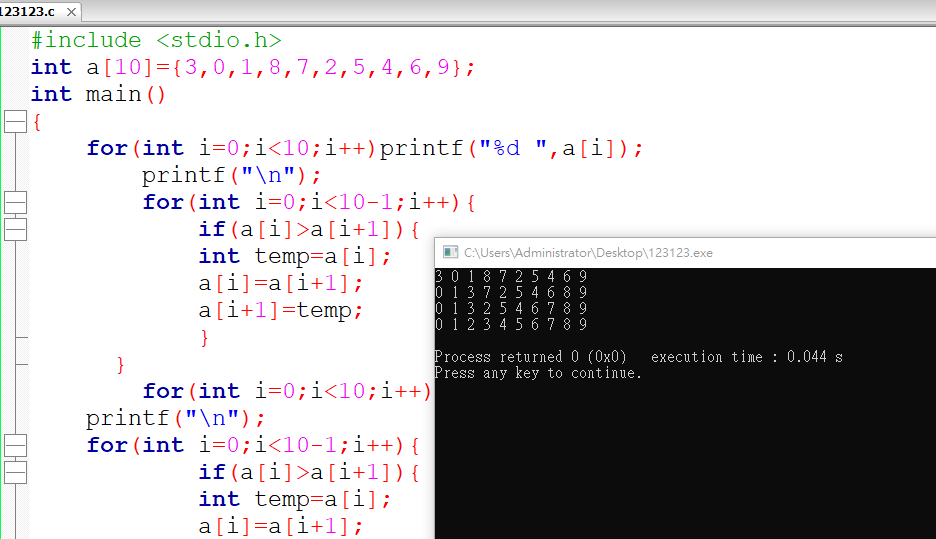 123123.c ×
#include <stdio.h>
int a[10]={3,0,1,8,7,2,5,4,6,9};
int main()
{
for(int i=0;i<10;i++)printf("%d ",a[i]);
printf("\n");
for(int i=0;i<10-1;i++){
if(a[i]>a[i+1]){
int temp=a[i];
a[i]=a[i+1];
a[i+1]=temp;
}
}
for(int i=0;i<10;i++)
printf("\n");
for(int i=0;i<10-1;i++){
if(a[i]>a[i+1]){
int temp=a[i];
a[i]=a[i+1];
C:\Users\Administrator\Desktop\123123.exe
3 0 1 8 7 2 5 4 6 9
0 1 3 7 2 5 4 6 8 9
0 1 3 2 5 4 6 7 8 9
0 1 2 3 4 5 6 7 8 9
Process returned 0 (0x0)   execution time : 0.044 s
Press any key to continue.